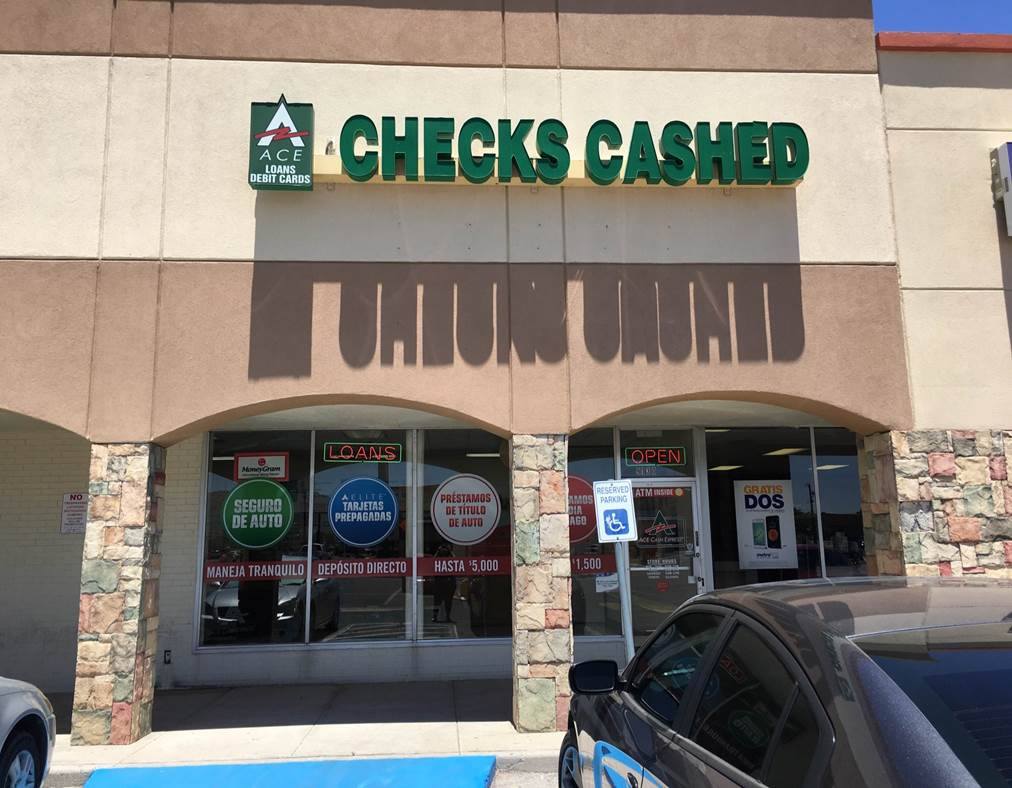 ACE
LOANS
DEBIT CARDS
CHECKS CASHED
LOANS
MoneyGram
SEGURO
DE AUTO
MANEJA TRANQUILO
ELITE
TARJETAS
PREPAGADAS
DEPÓSITO DIRECTO
PRÉSTAMOS
DE TÍTULO
DE AUTO
HASTA $5,000
$1,500
OPEN
ATM INSIDE
ACE CASH EXPRESS
STORE HOURS
RESERVED
PARKING
GRATIS
DOS
NO